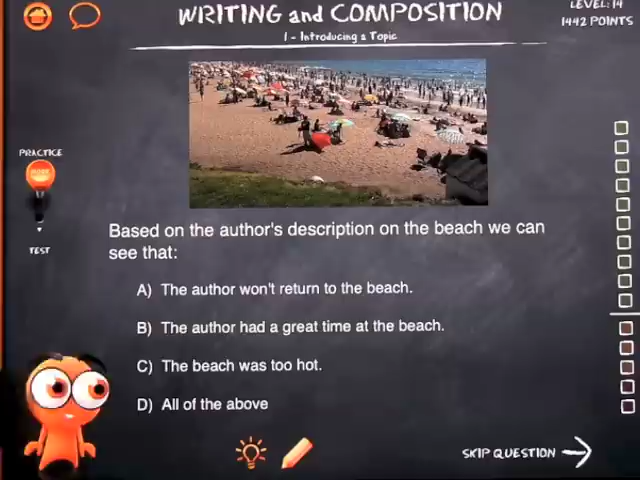 WRITING and COMPOSITION
1 - Introducing a Topic
LEVEL: 14
1442 POINTS
PRACTICE
TEST
Based on the author's description on the beach we can
see that:
A) The author won't return to the beach.
B) The author had a great time at the beach.
C) The beach was too hot.
D) All of the above
SKIP QUESTION